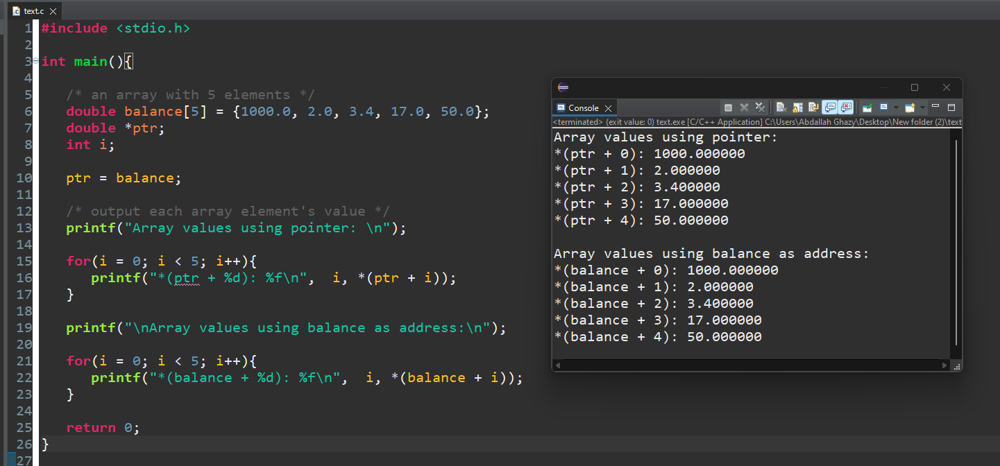 text.c
1 #include <stdio.h>
2
3 int main(){
4
5 /* an array with 5 elements */
6 double balance[5] = {1000.0, 2.0, 3.4, 17.0, 50.0};
7 double *ptr;
8 int i;
9
10 ptr = balance;
11
12 /* output each array element's value */
13 printf("Array values using pointer: \n");
14
15 for(i = 0; i < 5; i++){
16 printf("*(ptr + %d): %f\n",  i, *(ptr + i));
17 }
18
19 printf("\nArray values using balance as address:\n");
20
21 for(i = 0; i < 5; i++){
22 printf("*(balance + %d): %f\n",  i, *(balance + i));
23 }
24
25 return 0;
26 }
27
Console
<terminated> (exit value: 0) text.exe [C/C++ Application] C:\Users\Abdallah Ghazy\Desktop\New folder (2)\text
Array values using pointer:
*(ptr + 0): 1000.000000
*(ptr + 1): 2.000000
*(ptr + 2): 3.400000
*(ptr + 3): 17.000000
*(ptr + 4): 50.000000
Array values using balance as address:
*(balance + 0): 1000.000000
*(balance + 1): 2.000000
*(balance + 2): 3.400000
*(balance + 3): 17.000000
*(balance + 4): 50.000000